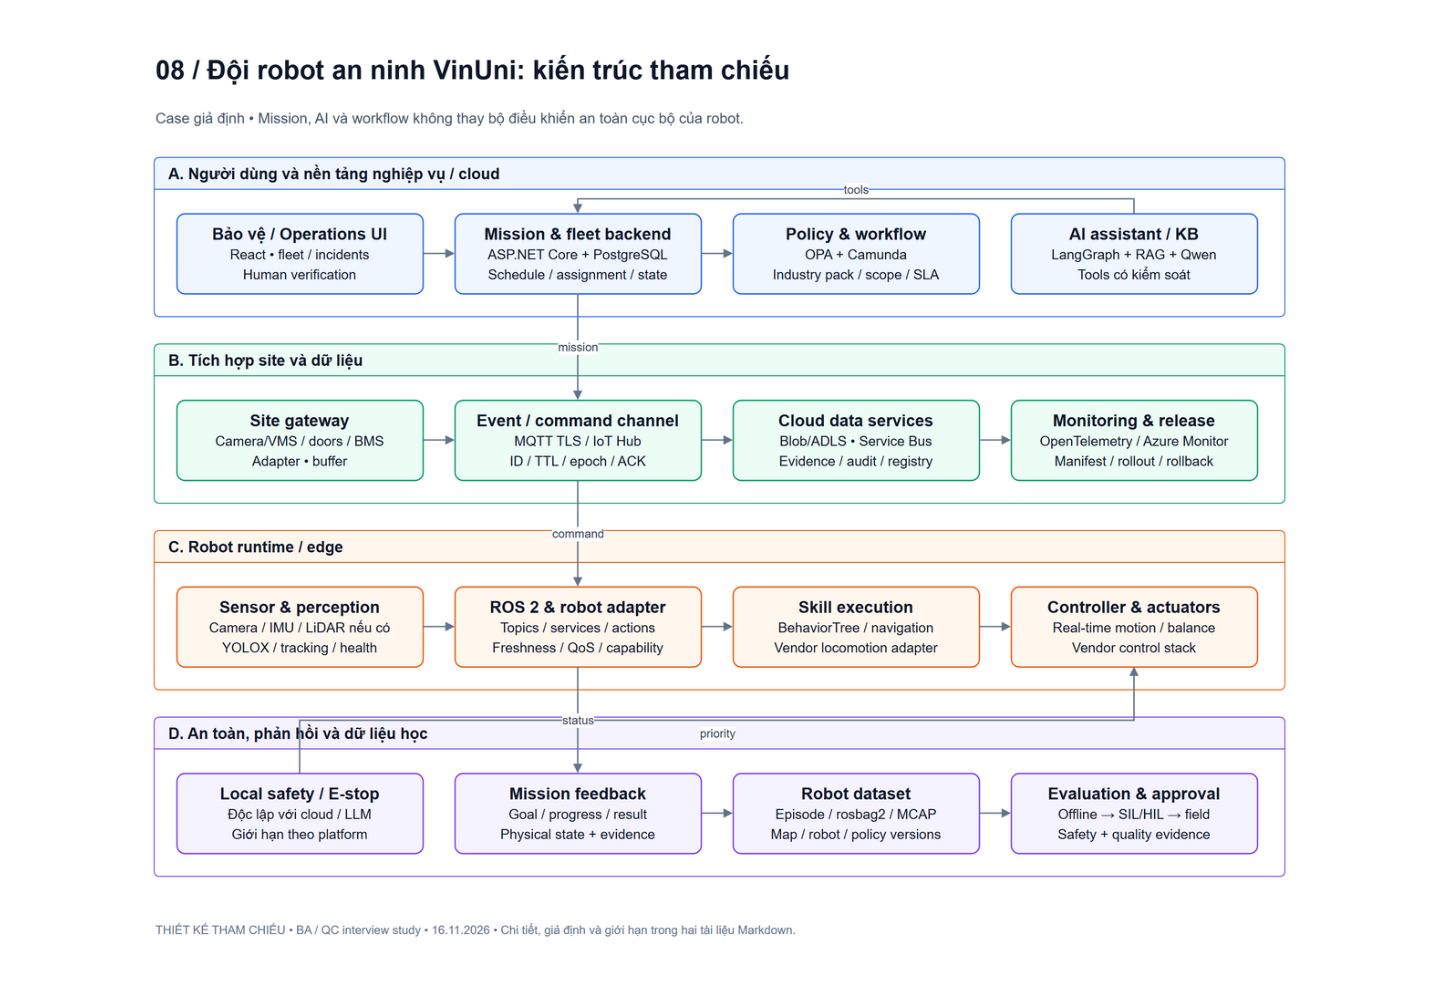 08 / Đội robot an ninh VinUni: kiến trúc tham chiếu
Case giả định • Mission, AI và workflow không thay bộ điều khiển an toàn cục bộ của robot.
A. Người dùng và nền tảng nghiệp vụ / cloud
tools
Bảo vệ / Operations UI
React • fleet / incidents
Human verification
Mission & fleet backend
ASP.NET Core + PostgreSQL
Schedule / assignment / state
Policy & workflow
OPA + Camunda
Industry pack / scope / SLA
AI assistant / KB
LangGraph + RAG + Qwen
Tools có kiểm soát
mission
B. Tích hợp site và dữ liệu
Site gateway
Camera/VMS / doors / BMS
Adapter • buffer
Event / command channel
MQTT TLS / IoT Hub
ID / TTL / epoch / ACK
Cloud data services
Blob/ADLS • Service Bus
Evidence / audit / registry
Monitoring & release
OpenTelemetry / Azure Monitor
Manifest / rollout / rollback
command
C. Robot runtime / edge
Sensor & perception
Camera / IMU / LiDAR nếu có
YOLOX / tracking / health
ROS 2 & robot adapter
Topics / services / actions
Freshness / QoS / capability
Skill execution
BehaviorTree / navigation
Vendor locomotion adapter
Controller & actuators
Real-time motion / balance
Vendor control stack
status
D. An toàn, phản hồi và dữ liệu học
priority
Local safety / E-stop
Độc lập với cloud / LLM
Giới hạn theo platform
Mission feedback
Goal / progress / result
Physical state + evidence
Robot dataset
Episode / rosbag2 / MCAP
Map / robot / policy versions
Evaluation & approval
Offline → SIL/HIL → field
Safety + quality evidence
THIẾT KẾ THAM CHIẾU • BA / QC interview study • 16.11.2026 • Chi tiết, giả định và giới hạn trong hai tài liệu Markdown.